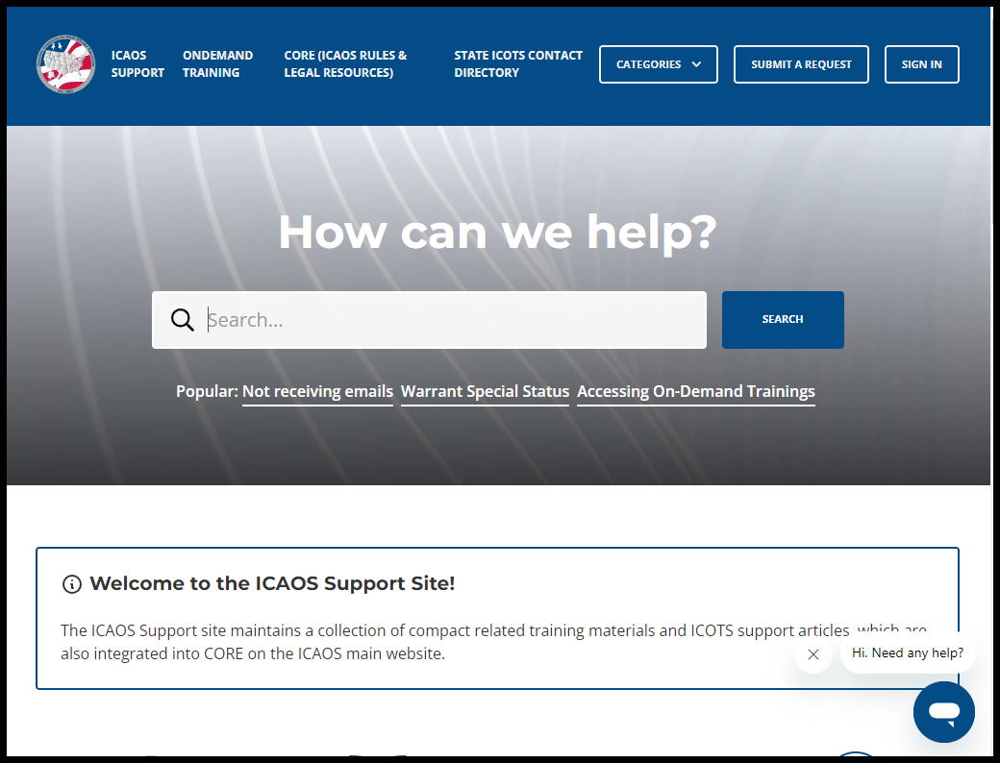 ICAOS SUPPORT
ONDEMAND TRAINING
CORE (ICAOS RULES & LEGAL RESOURCES)
STATE ICOTS CONTACT DIRECTORY
CATEGORIES
SUBMIT A REQUEST
SIGN IN
How can we help?
Search...
SEARCH
Popular: Not receiving emails Warrant Special Status Accessing On-Demand Trainings
Welcome to the ICAOS Support Site!
The ICAOS Support site maintains a collection of compact related training materials and ICOTS support articles, which are
also integrated into CORE on the ICAOS main website.
Hi. Need any help?